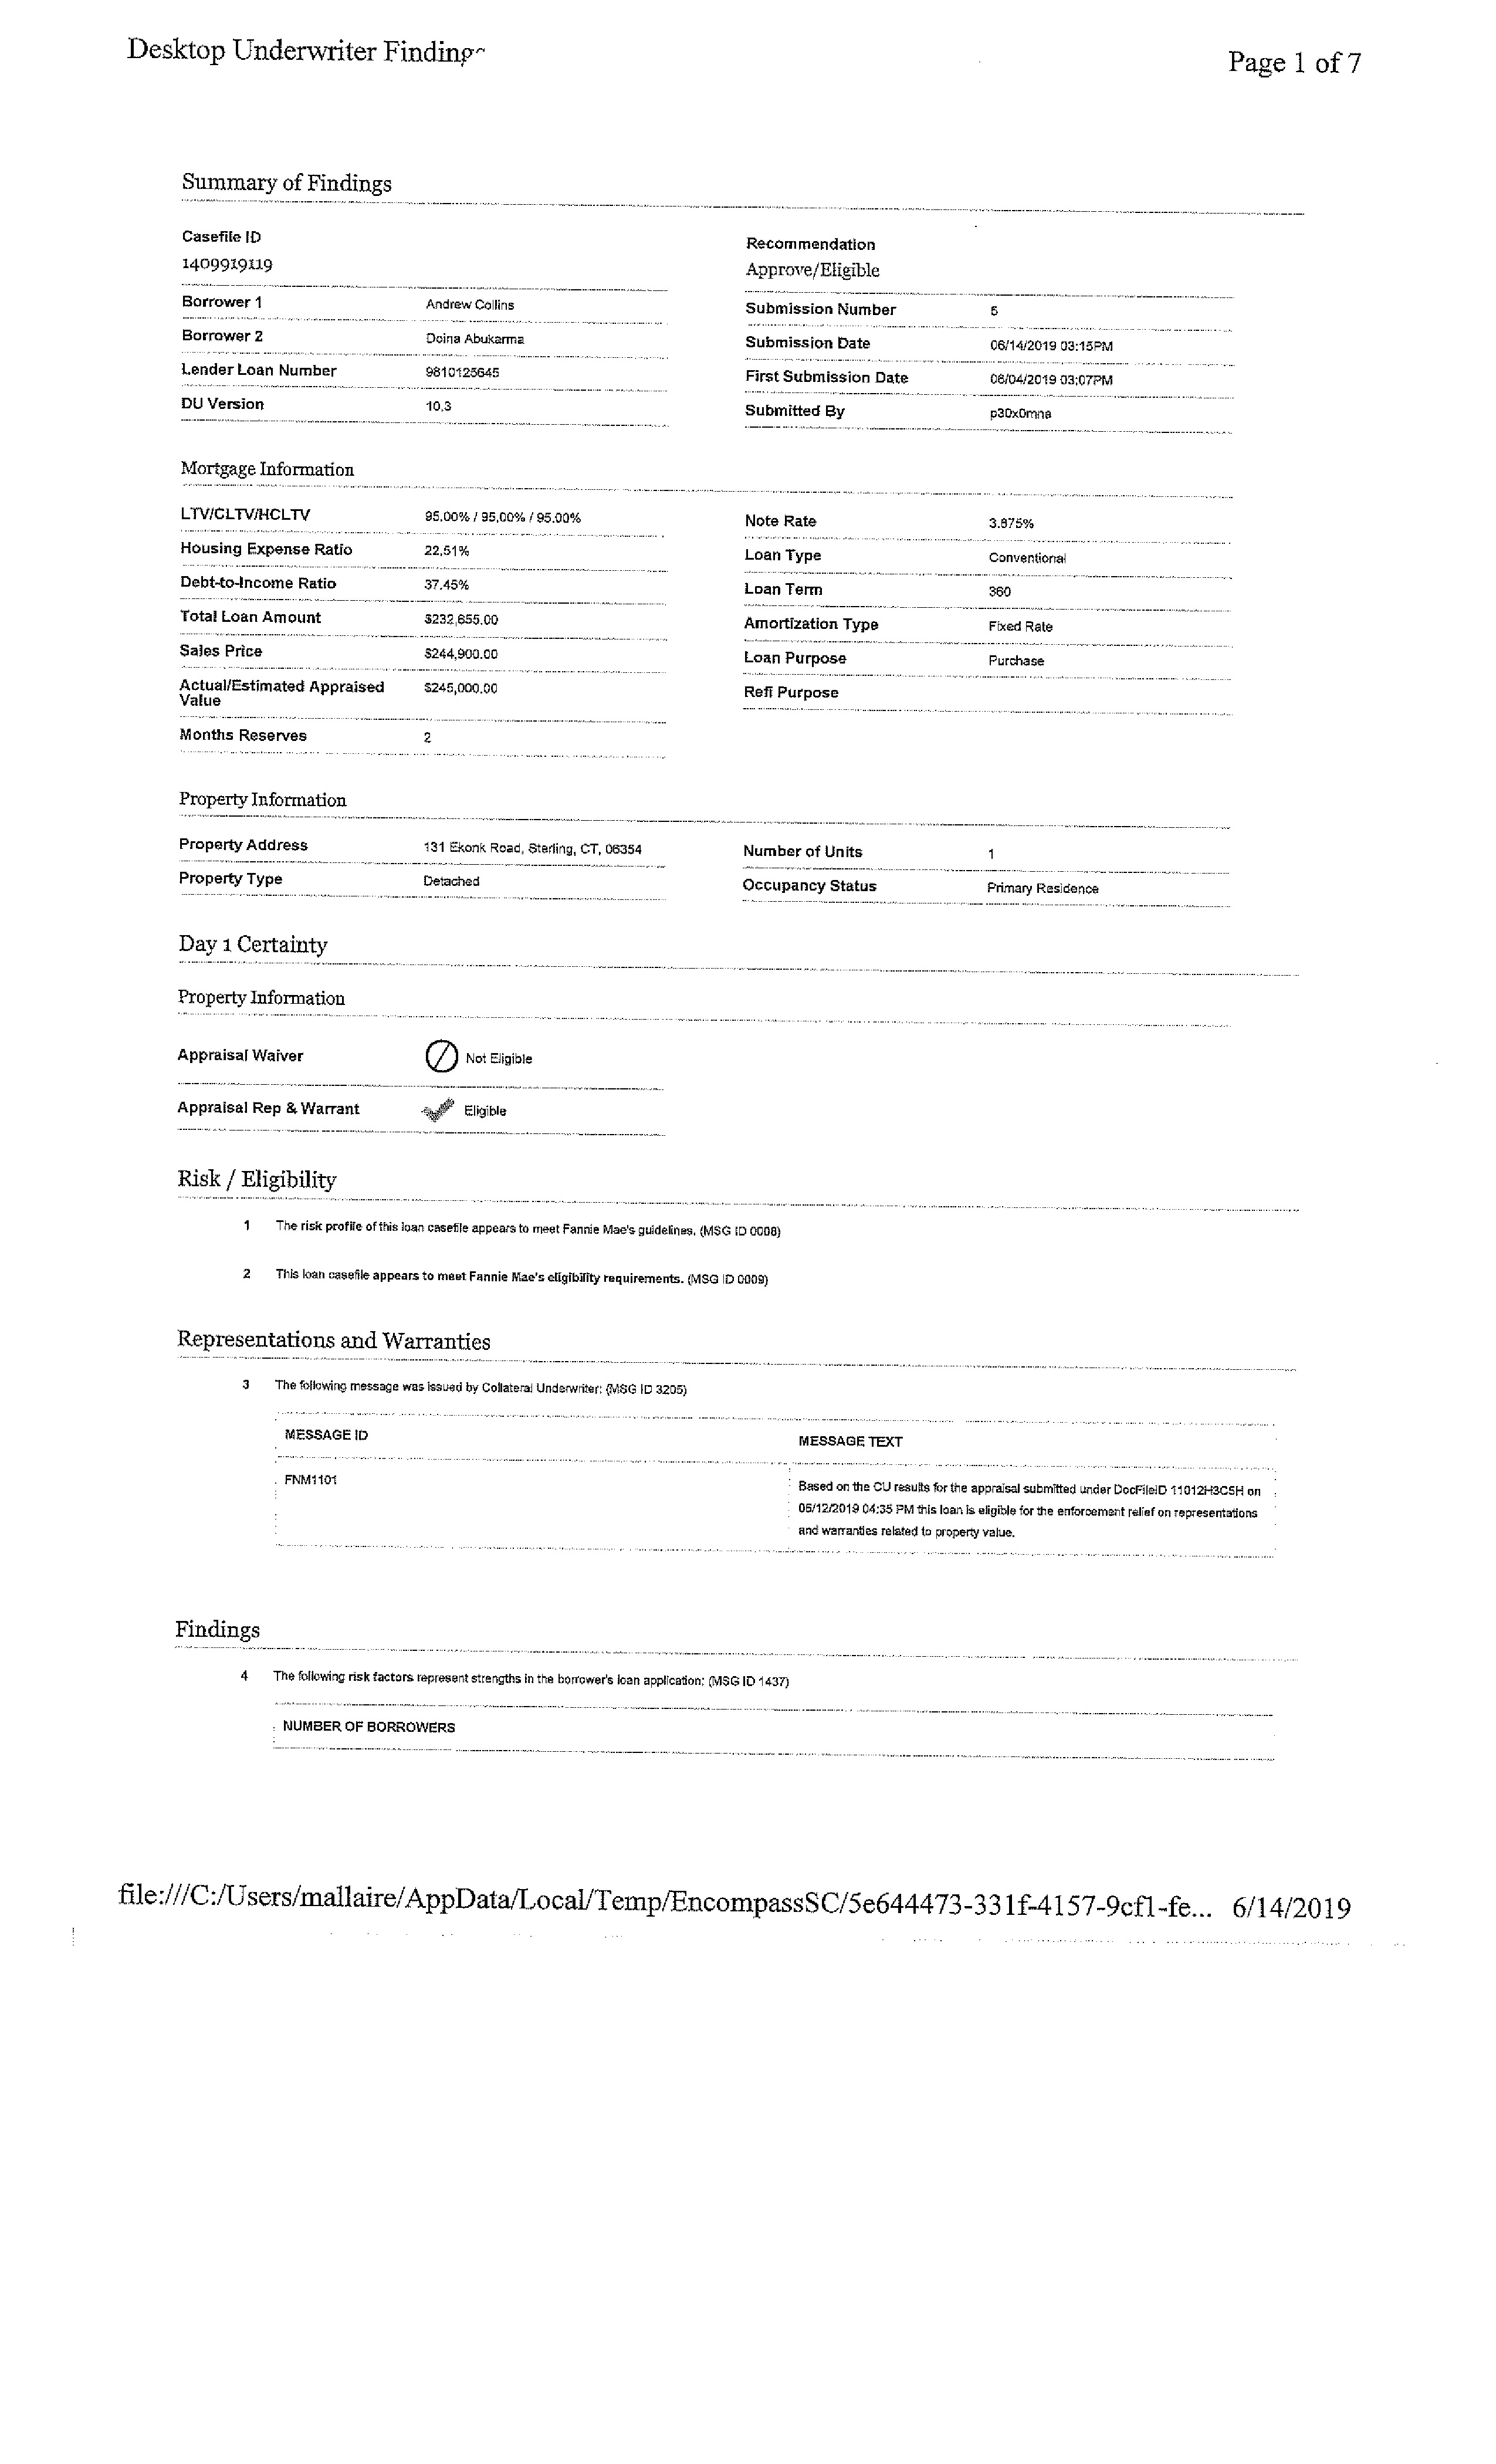 Desktop Underwriter Finding
Page 1 of 7
Summary of Findings
Casefile ID
1409919119
Recommendation
Approve/Eligible
Borrower 1 Andrew Collins
Submission Number 5
Borrower 2 Doina Abukarma
Submission Date 06/14/2019 03:15PM
Lender Loan Number 9810125645
First Submission Date 06/04/2019 03:07PM
DU Version 10.3
Submitted By p30x0mna
Mortgage Information
LTV/CLTV/HCLTV 95.00% / 95.00% / 95.00%
Note Rate 3.875%
Housing Expense Ratio 22.51%
Loan Type Conventional
Debt-to-Income Ratio 37.45%
Loan Term 360
Total Loan Amount $232,655.00
Amortization Type Fixed Rate
Sales Price $244,900.00
Loan Purpose Purchase
Actual/Estimated Appraised $245,000.00
Value
Refi Purpose
Months Reserves 2
Property Information
Property Address 131 Ekonk Road, Sterling, CT, 06354
Number of Units 1
Property Type Detached
Occupancy Status Primary Residence
Day 1 Certainty
Property Information
Appraisal Waiver Not Eligible
Appraisal Rep & Warrant Eligible
Risk / Eligibility
1 The risk profile of this loan casefile appears to meet Fannie Mae's guidelines. (MSG ID 0008)
2 This loan casefile appears to meet Fannie Mae's eligibility requirements. (MSG ID 0009)
Representations and Warranties
3 The following message was issued by Collateral Underwriter: (MSG ID 3205)
MESSAGE ID MESSAGE TEXT
FNM1101 Based on the CU results for the appraisal submitted under DocFileID 11012H3C5H on
06/12/2019 04:35 PM this loan is eligible for the enforcement relief on representations
and warranties related to property value.
Findings
4 The following risk factors represent strengths in the borrower's loan application: (MSG ID 1437)
NUMBER OF BORROWERS
file:///C:/Users/mallaire/AppData/Local/Temp/EncompassSC/5e644473-331f-4157-9cf1-fe... 6/14/2019